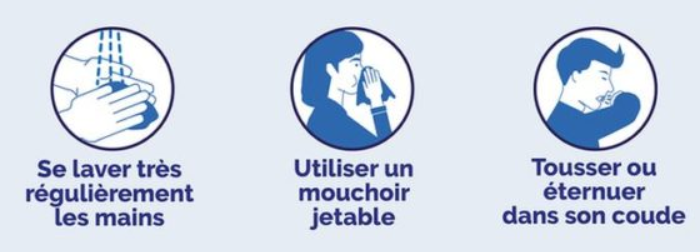 Se laver très
régulièrement
les mains
Utiliser un
mouchoir
jetable
Tousser ou
éternuer
dans son coude